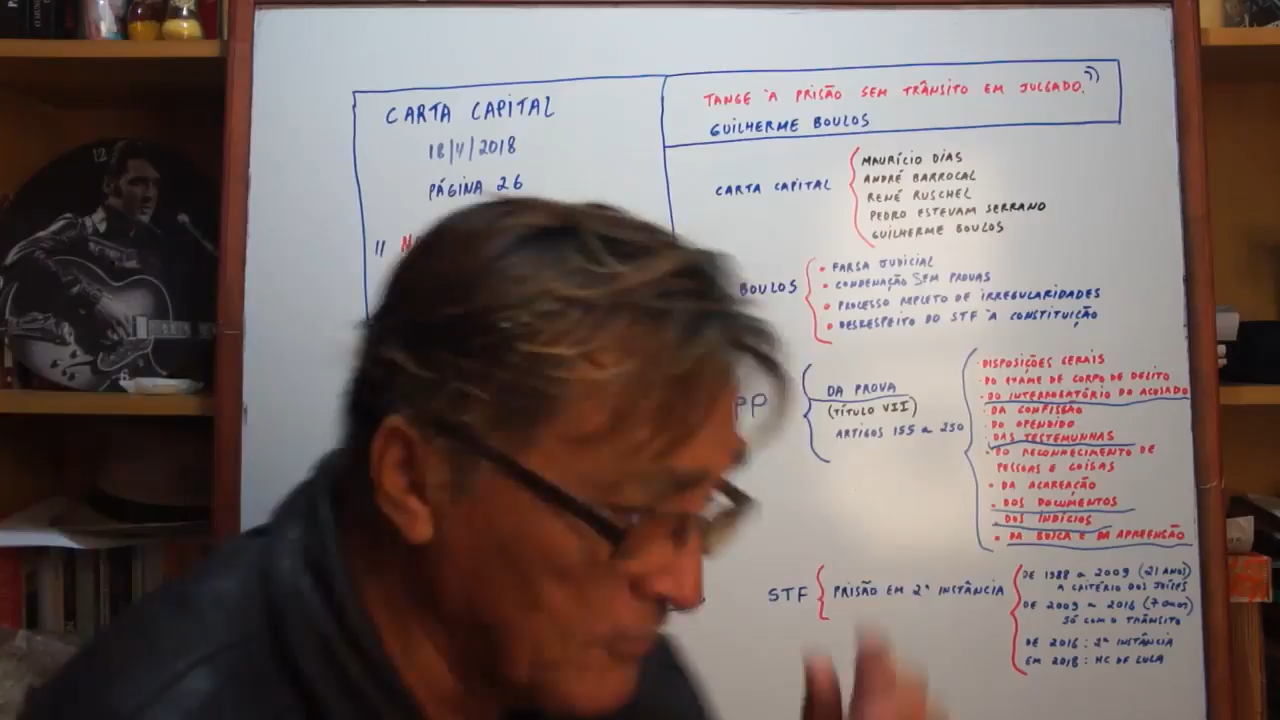 CARTA CAPITAL
18/4/2018
PÁGINA 26
"
TANGE À PRISÃO SEM TRÂNSITO EM JULGADO."
GUILHERME BOULOS
CARTA CAPITAL
MAURÍCIO DIAS
ANDRÉ BARROCAL
RENÉ RUSCHEL
PEDRO ESTEVAM SERRANO
GUILHERME BOULOS
BOULOS
• FARSA JUDICIAL
• CONDENAÇÃO SEM PROVAS
• PROCESSO REPLETO DE IRREGULARIDADES
• DESRESPEITO DO STF À CONSTITUIÇÃO
PP
DA PROVA
(TÍTULO VII)
ARTIGOS 155 a 250
• DISPOSIÇÕES GERAIS
• DO EXAME DE CORPO DE DELITO
• DO INTERROGATÓRIO DO ACUSADO
• DA CONFISSÃO
• DO OFENDIDO
• DAS TESTEMUNHAS
• DO RECONHECIMENTO DE
PESSOAS E COISAS
• DA ACAREAÇÃO
• DOS DOCUMENTOS
• DOS INDÍCIOS
• DA BUSCA E DA APREENSÃO
STF
PRISÃO EM 2ª INSTÂNCIA
DE 1988 a 2009 (21 ANOS)
A CRITÉRIO DOS JUÍZES
DE 2009 a 2016 (7 anos)
SÓ COM O TRÂNSITO
DE 2016: 2ª INSTÂNCIA
EM 2018: HC DE LULA
12